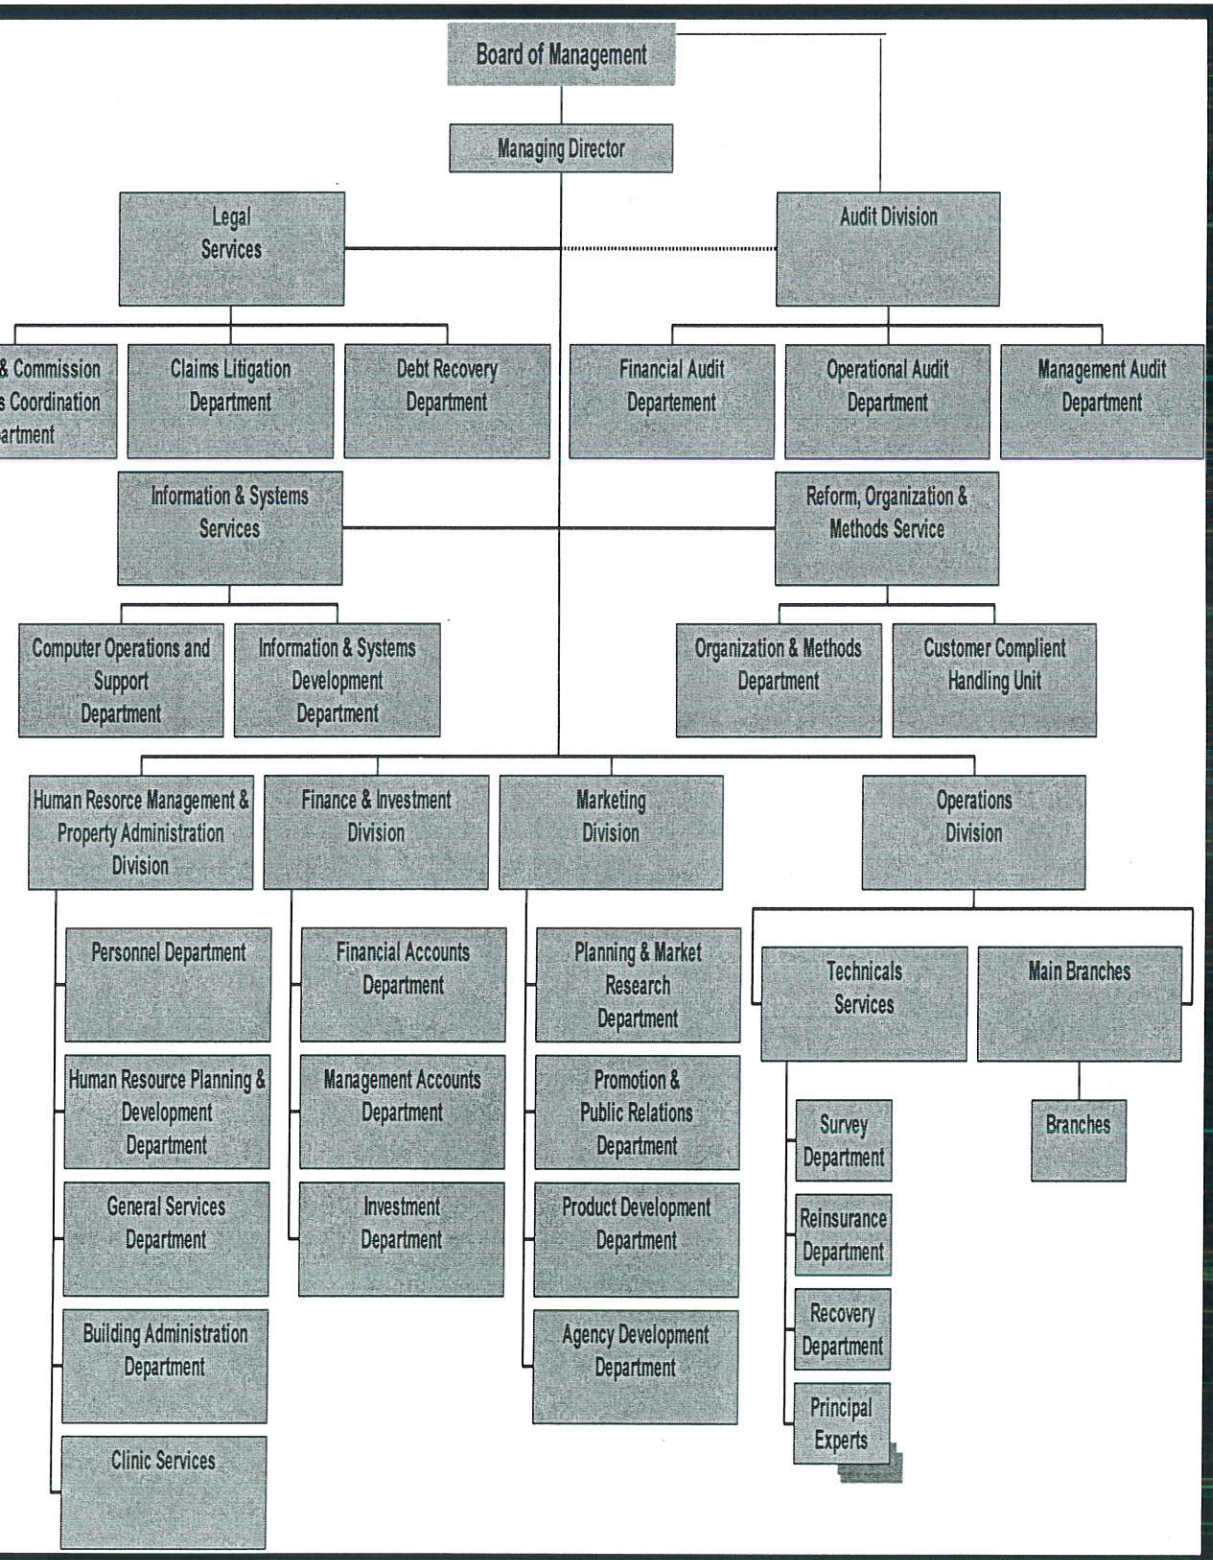 Board of Management
Managing Director
Legal
Services
Audit Division
& Commission
Coordination
Claims Litigation
Department
Debt Recovery
Department
Financial Audit
Departement
Operational Audit
Department
Management Audit
Department
Information & Systems
Services
Reform, Organization &
Methods Service
Computer Operations and
Support
Department
Information & Systems
Development
Department
Organization & Methods
Department
Customer Complient
Handling Unit
Human Resorce Management &
Property Administration
Division
Finance & Investment
Division
Marketing
Division
Operations
Division
Personnel Department
Human Resource Planning &
Development
Department
General Services
Department
Building Administration
Department
Clinic Services
Financial Accounts
Department
Management Accounts
Department
Investment
Department
Planning & Market
Research
Department
Promotion &
Public Relations
Department
Product Development
Department
Agency Development
Department
Technicals
Services
Main Branches
Survey
Department
Reinsurance
Department
Recovery
Department
Principal
Experts
Branches